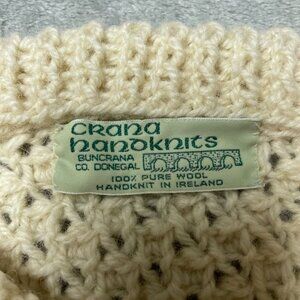 crana
handknits
BUNCRANA
CO. DONEGAL
100% PURE WOOL
HANDKNIT IN IRELAND